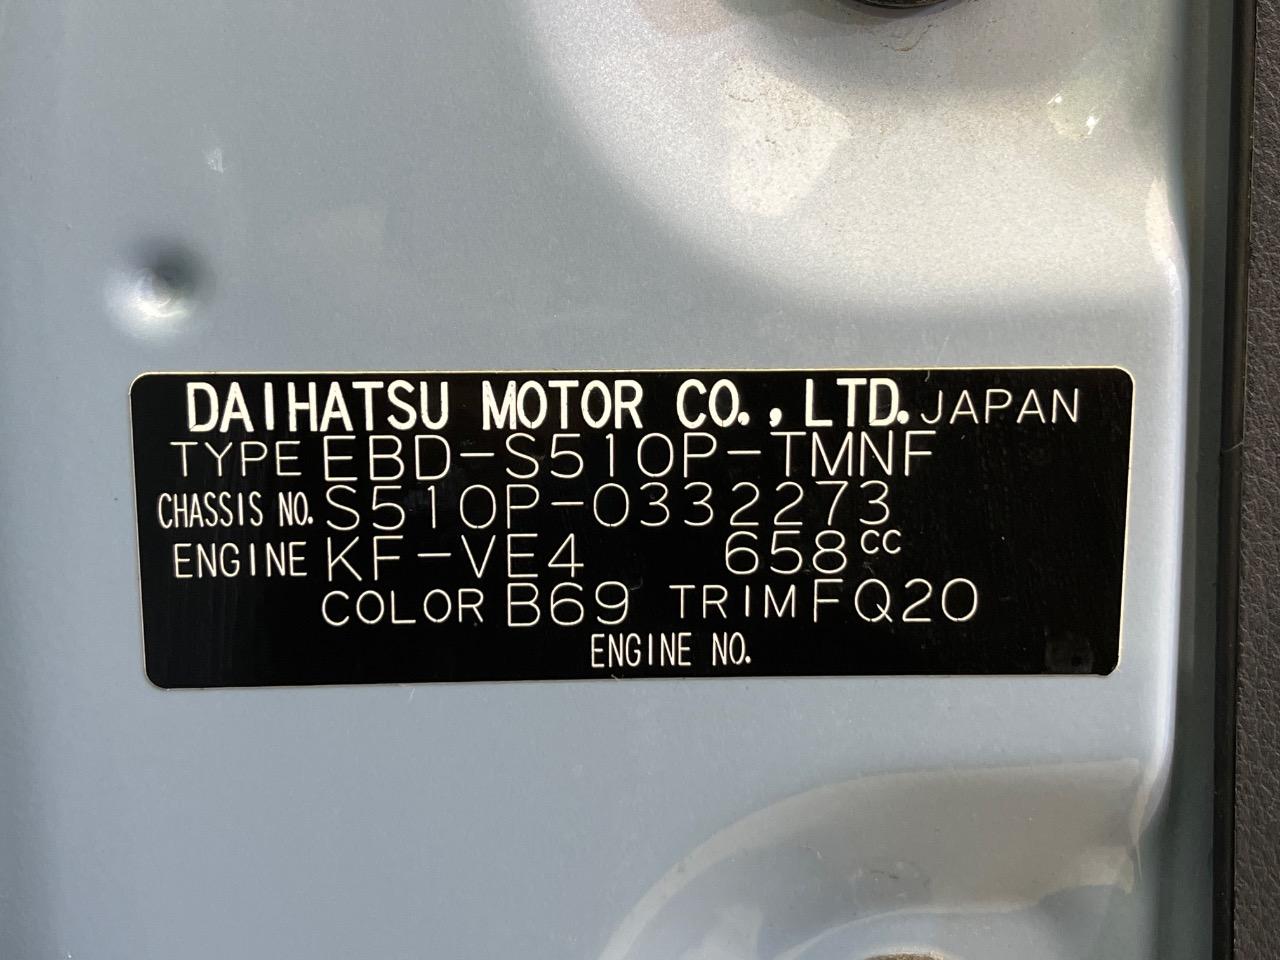 DAIHATSU MOTOR CO., LTD. JAPAN
TYPE EBD-S510P-TMNF
CHASSIS NO. S510P-0332273
ENGINE KF-VE4 658cc
COLOR B69 TRIM FQ20
ENGINE NO.